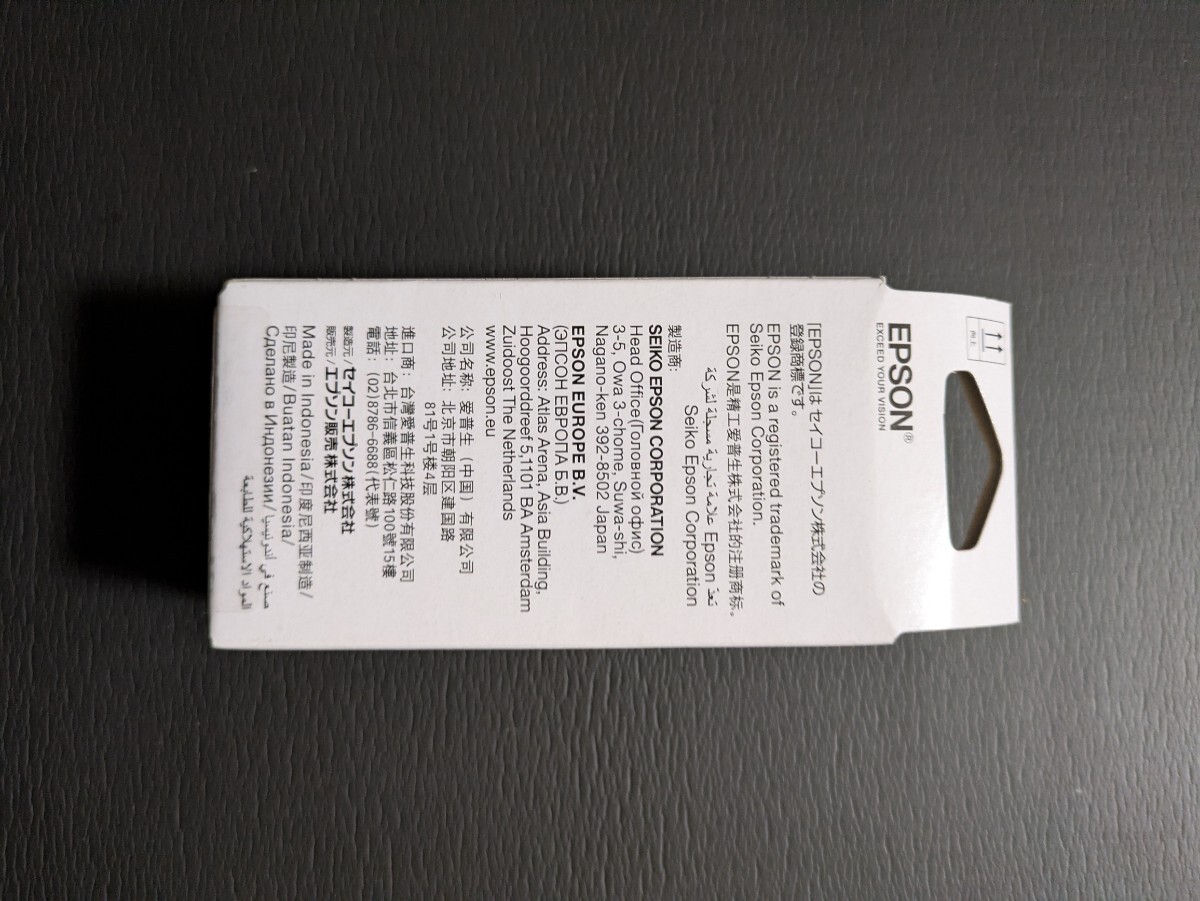 EPSON®
EXCEED YOUR VISION
「EPSON」はセイコーエプソン株式会社の
登録商標です。
EPSON is a registered trademark of
Seiko Epson Corporation.
EPSON是精工爱普生株式会社的注册商标。
تعدّ Epson علامة تجارية مسجلة لشركة
Seiko Epson Corporation
製造商:
SEIKO EPSON CORPORATION
Head Office(Головной офис)
3-5, Owa 3-chome, Suwa-shi,
Nagano-ken 392-8502 Japan
EPSON EUROPE B.V.
(ЭПСОН ЕВРОПА Б.В.)
Address: Atlas Arena, Asia Building,
Hoogoorddreef 5,1101 BA Amsterdam
Zuidoost The Netherlands
www.epson.eu
公司名称: 爱普生（中国）有限公司
公司地址: 北京市朝阳区建国路
81号1号楼4层
進口商: 台灣愛普生科技股份有限公司
地址: 台北市信義區松仁路100號15樓
電話: (02)8786-6688(代表號)
製造元/セイコーエプソン株式会社
販売元/エプソン販売株式会社
Made in Indonesia/印度尼西亚制造/
印尼製造/Buatan Indonesia/
Сделано в Индонезии/ صنع في أندونيسيا
المواد الاستهلاكية للطابعة